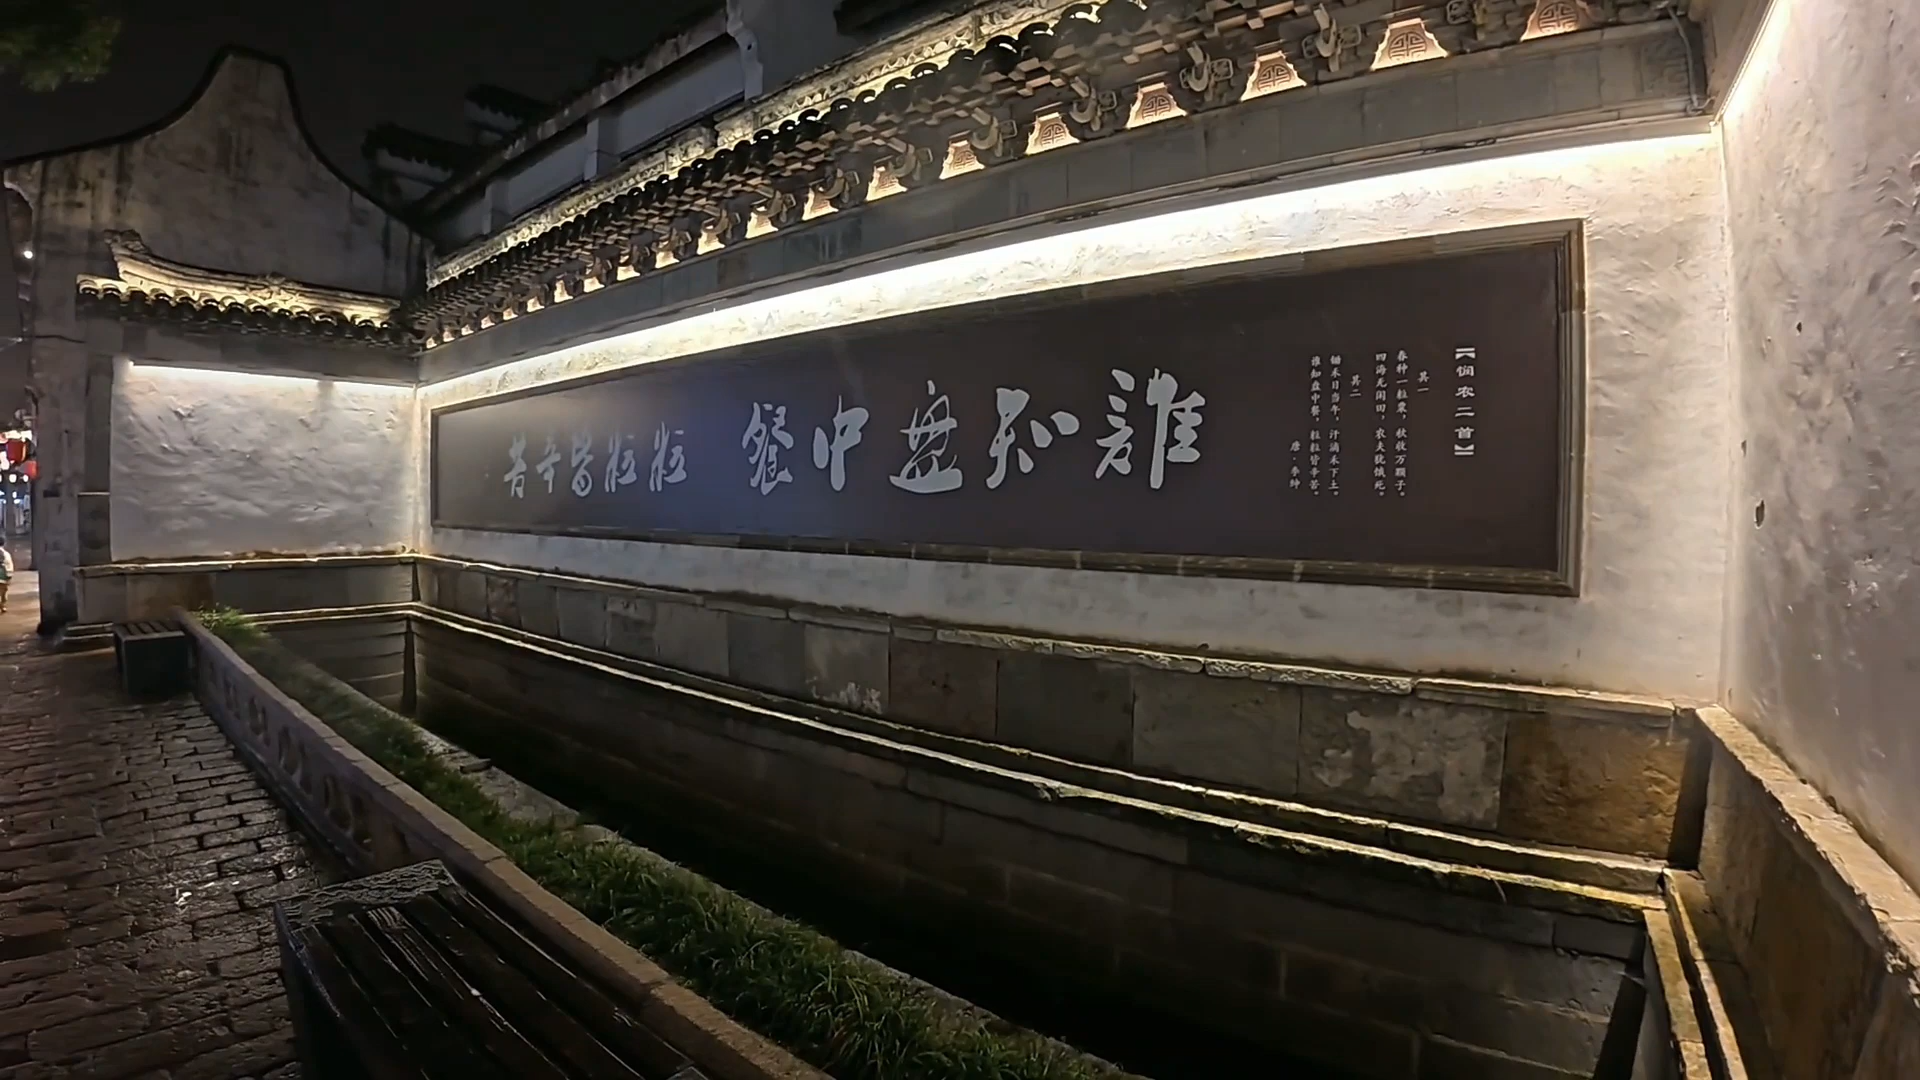 【悯农二首】
其一
春种一粒粟，秋收万颗子。
四海无闲田，农夫犹饿死。
其二
锄禾日当午，汗滴禾下土。
谁知盘中餐，粒粒皆辛苦。
唐·李绅
誰知盘中餐
粒粒皆辛苦